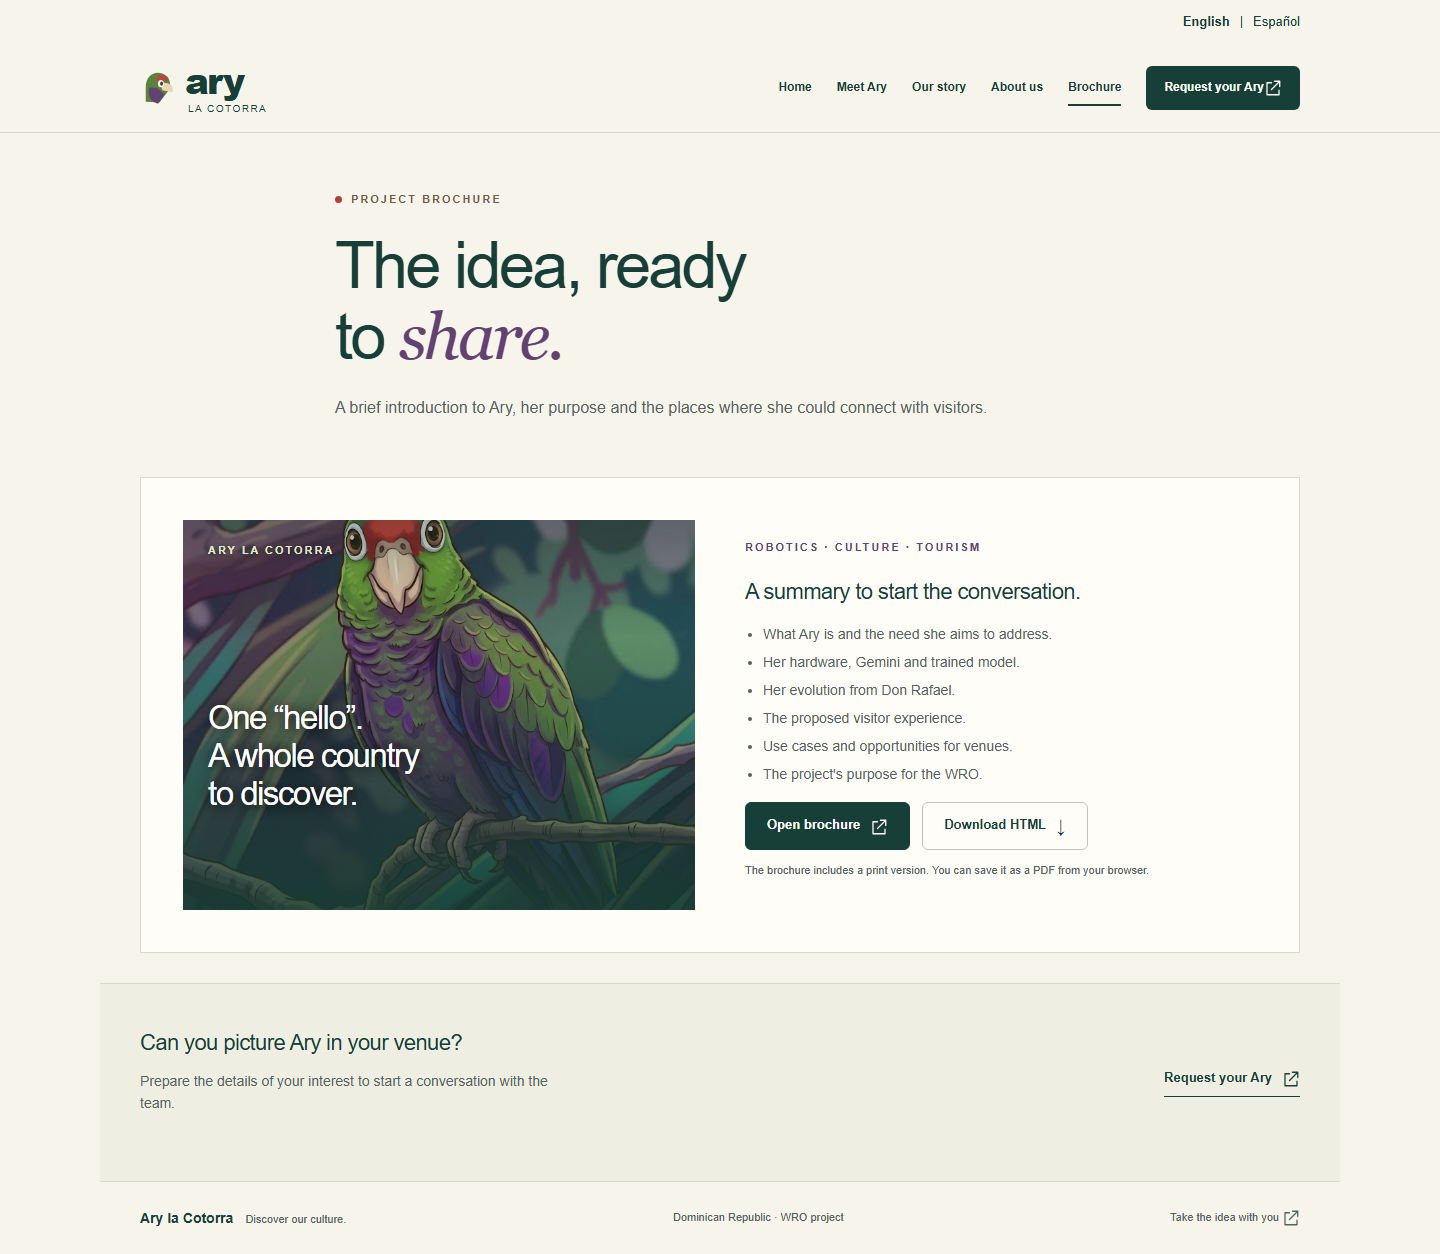 English | Español
ary
LA COTORRA
Home Meet Ary Our story About us Brochure Request your Ary
PROJECT BROCHURE
The idea, ready
to share.
A brief introduction to Ary, her purpose and the places where she could connect with visitors.
ARY LA COTORRA
One “hello”.
A whole country
to discover.
ROBOTICS · CULTURE · TOURISM
A summary to start the conversation.
• What Ary is and the need she aims to address.
• Her hardware, Gemini and trained model.
• Her evolution from Don Rafael.
• The proposed visitor experience.
• Use cases and opportunities for venues.
• The project's purpose for the WRO.
Open brochure Download HTML ↓
The brochure includes a print version. You can save it as a PDF from your browser.
Can you picture Ary in your venue?
Prepare the details of your interest to start a conversation with the
team.
Request your Ary
Ary la Cotorra Discover our culture.
Dominican Republic · WRO project
Take the idea with you